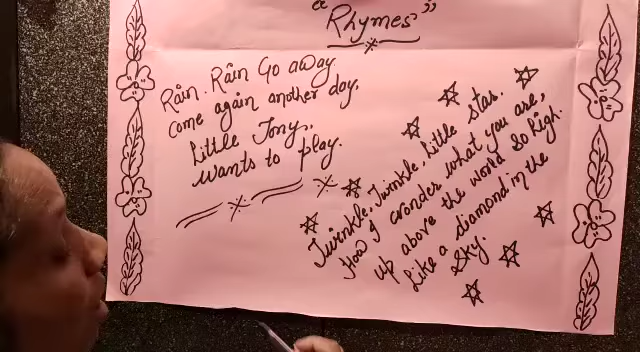 "Rhymes"
Rain. Rain Go away
come again another day,
Little Tony,
wants to play.
Twinkle, Twinkle, little star.
How I wonder what you are,
up above the world so high.
Like a diamond in the
sky.